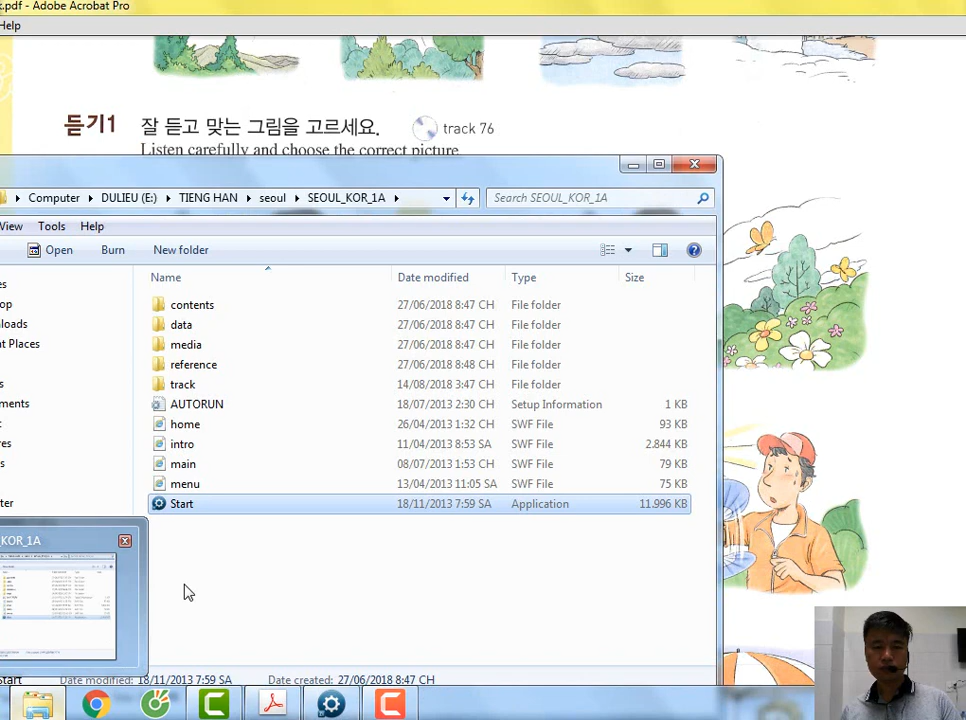 .pdf - Adobe Acrobat Pro
Help
듣기1 잘 듣고 맞는 그림을 고르세요. track 76
Listen carefully and choose the correct picture.
Computer DULIEU (E:) TIENG HAN seoul SEOUL_KOR_1A Search SEOUL_KOR_1A
View Tools Help
Open Burn New folder
Name Date modified Type Size
contents 27/06/2018 8:47 CH File folder
data 27/06/2018 8:47 CH File folder
media 27/06/2018 8:47 CH File folder
reference 27/06/2018 8:48 CH File folder
track 14/08/2018 3:47 CH File folder
AUTORUN 18/07/2013 2:30 CH Setup Information 1 KB
home 26/04/2013 1:32 CH SWF File 93 KB
intro 11/04/2013 8:53 SA SWF File 2.844 KB
main 08/07/2013 1:53 CH SWF File 79 KB
menu 13/04/2013 11:05 SA SWF File 75 KB
Start 18/11/2013 7:59 SA Application 11.996 KB
es
op
nloads
nt Places
s
ments
res
s
ter
KOR_1A
Start Date modified: 18/11/2013 7:59 SA Date created: 27/06/2018 8:47 CH